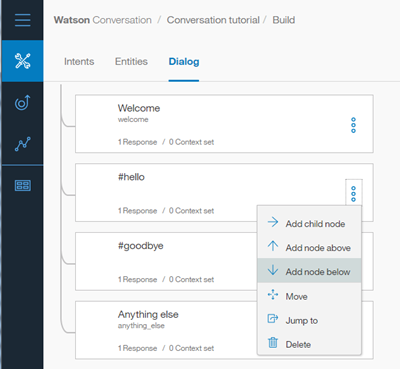 Watson Conversation / Conversation tutorial / Build
Intents Entities Dialog
Welcome
welcome
1 Response / 0 Context set
#hello
1 Response / 0 Context set
Add child node
Add node above
Add node below
Move
Jump to
Delete
#goodbye
1 Response / 0 Context set
Anything else
anything_else
1 Response / 0 Context set